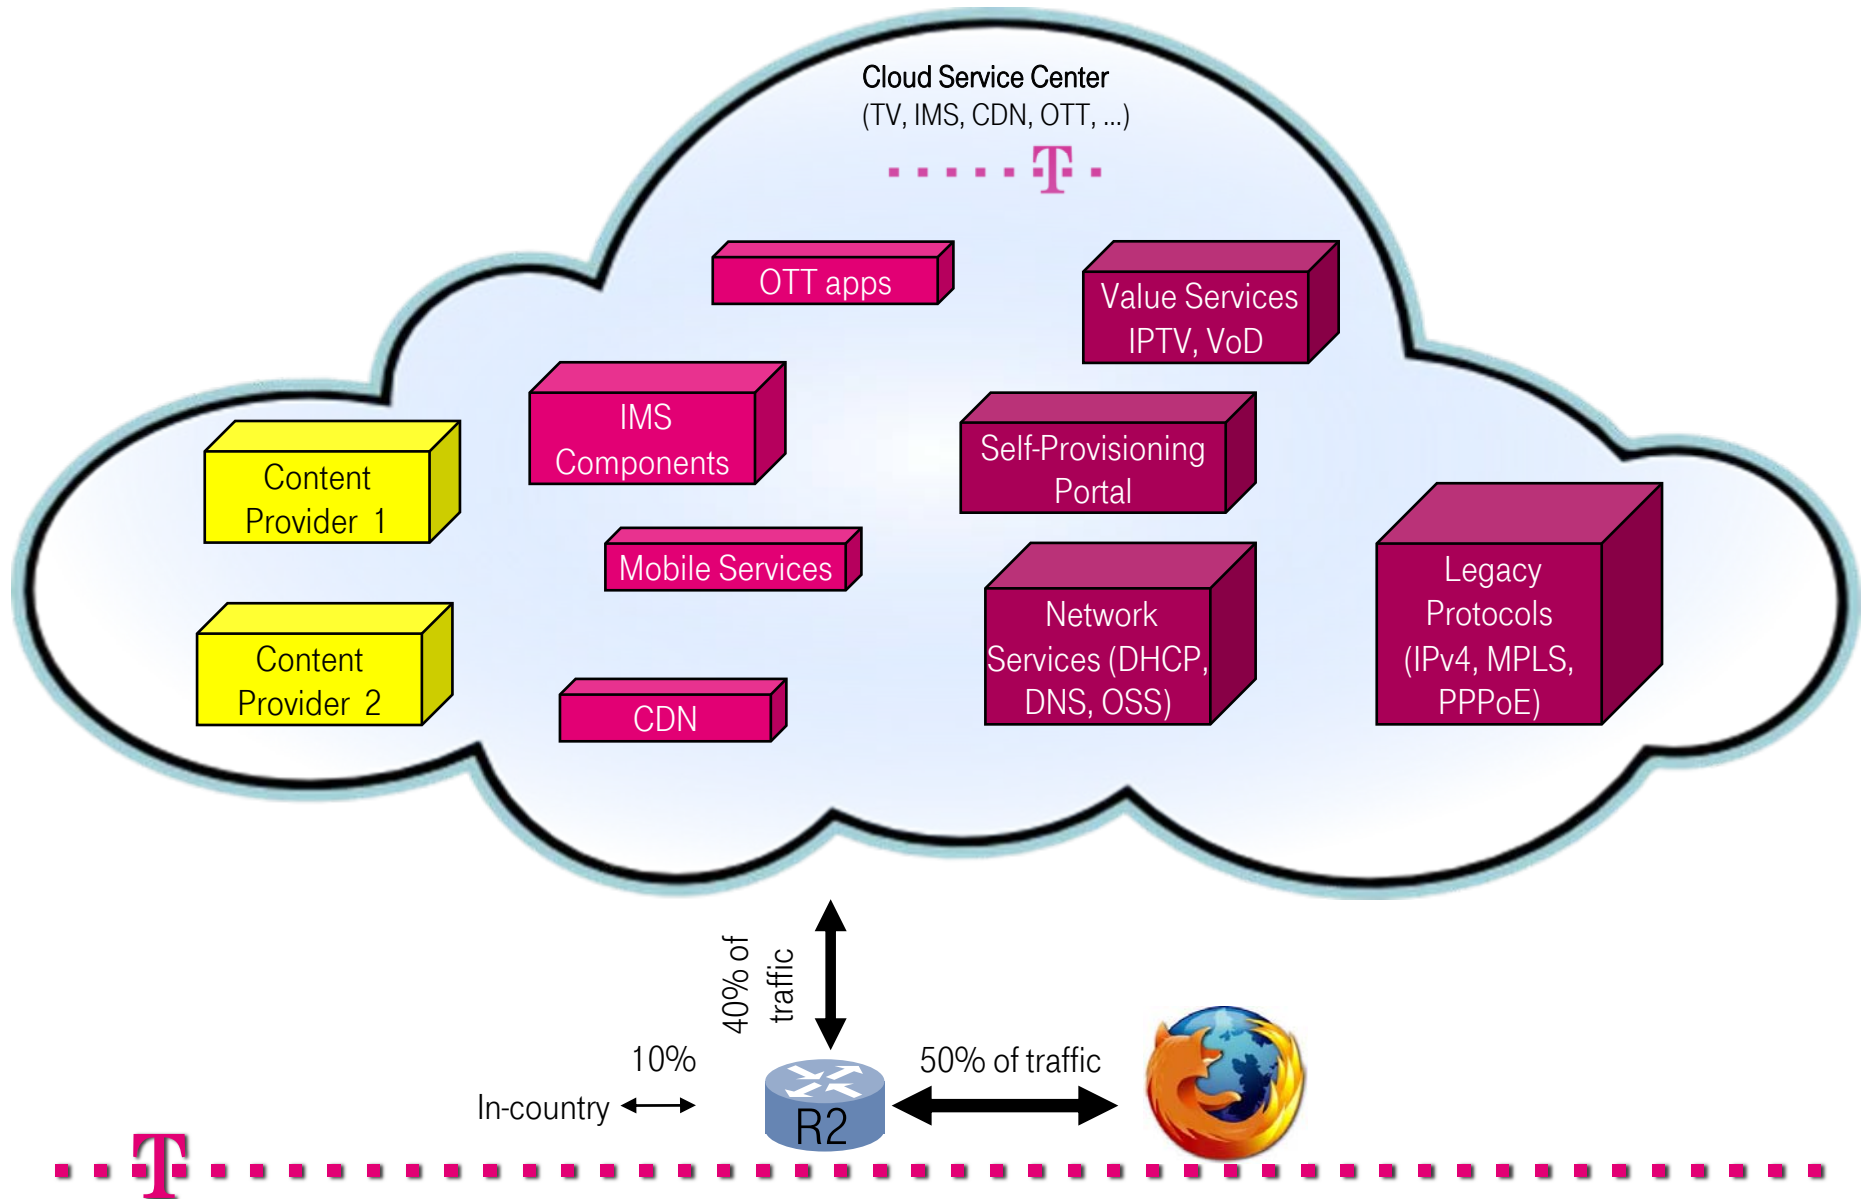 Cloud Service Center
(TV, IMS, CDN, OTT, ...)
T
OTT apps
Value Services
IPTV, VoD
IMS
Components
Self-Provisioning
Portal
Content
Provider 1
Mobile Services
Legacy
Protocols
(IPv4, MPLS,
PPPoE)
Network
Services (DHCP,
DNS, OSS)
Content
Provider 2
CDN
40% of
traffic
10%
50% of traffic
In-country
R2
T